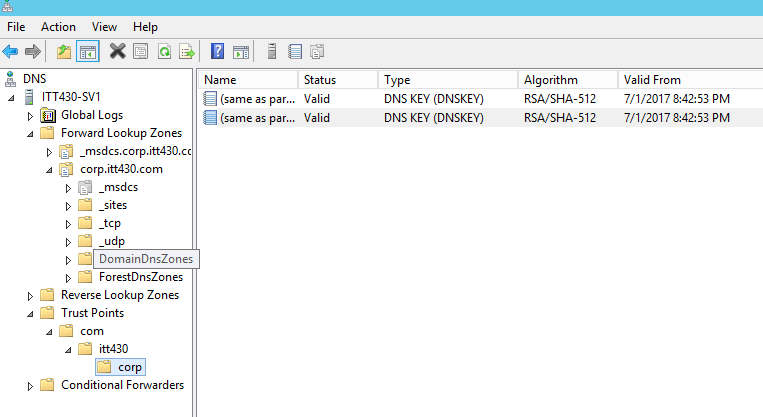 File Action View Help
DNS
ITT430-SV1
Global Logs
Forward Lookup Zones
_msdcs.corp.itt430.cc
corp.itt430.com
_msdcs
_sites
_tcp
_udp
DomainDnsZones
ForestDnsZones
Reverse Lookup Zones
Trust Points
com
itt430
corp
Conditional Forwarders
Name Status Type Algorithm Valid From
(same as par... Valid DNS KEY (DNSKEY) RSA/SHA-512 7/1/2017 8:42:53 PM
(same as par... Valid DNS KEY (DNSKEY) RSA/SHA-512 7/1/2017 8:42:53 PM